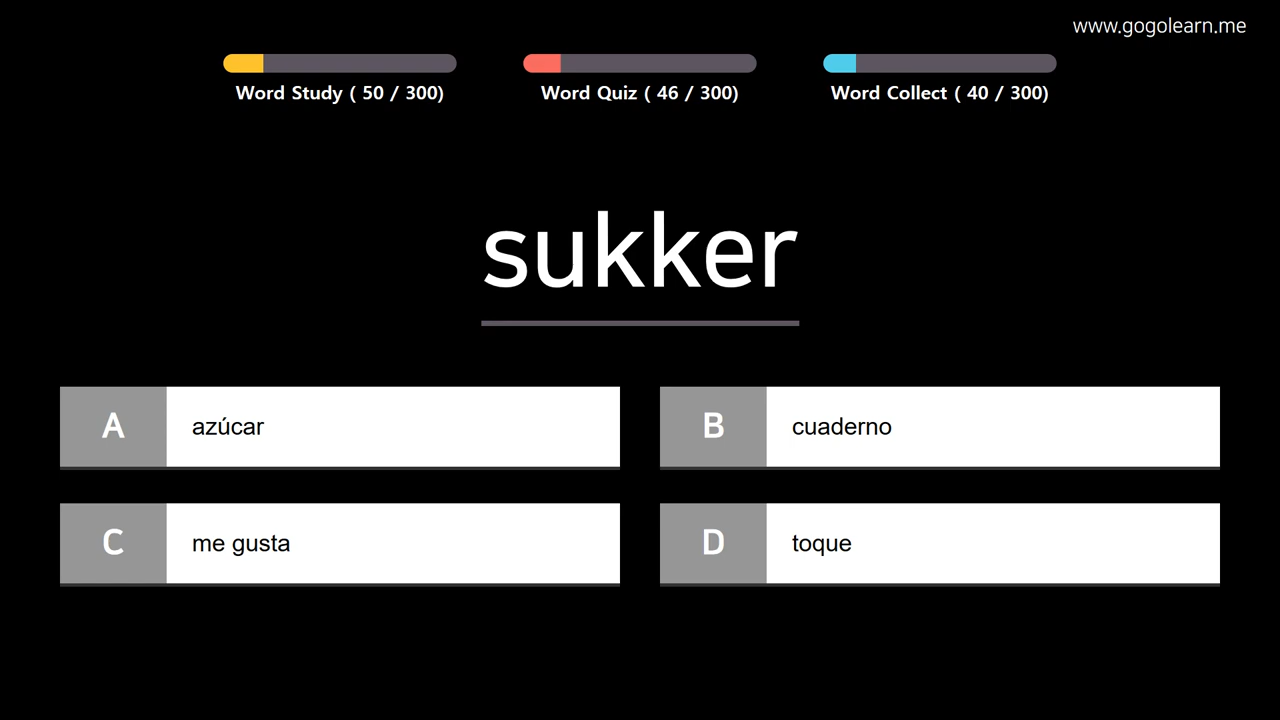 www.gogolearn.me
Word Study ( 50 / 300)
Word Quiz ( 46 / 300)
Word Collect ( 40 / 300)
sukker
A azúcar
B cuaderno
C me gusta
D toque